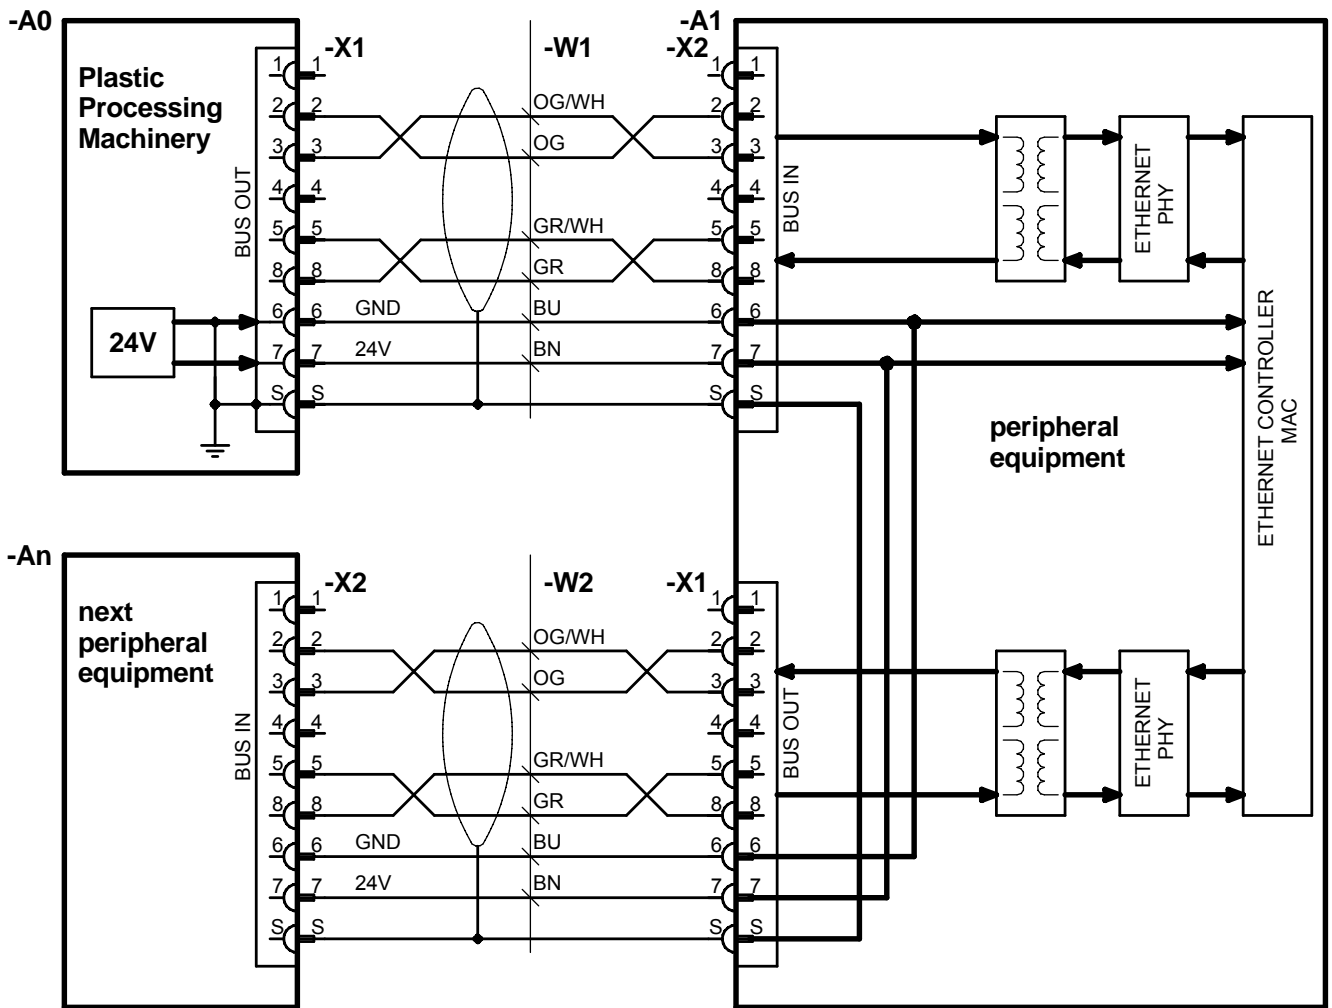 -A0
Plastic
Processing
Machinery
24V
BUS OUT
-X1
1 1
2 2
3 3
4 4
5 5
8 8
6 6
7 7
S S
GND
24V
-W1
OG/WH
OG
GR/WH
GR
BU
BN
-A1
-X2
1 1
2 2
3 3
4 4
5 5
8 8
6 6
7 7
S S
BUS IN
ETHERNET
PHY
ETHERNET CONTROLLER
MAC
peripheral
equipment
-An
next
peripheral
equipment
BUS IN
-X2
1 1
2 2
3 3
4 4
5 5
8 8
6 6
7 7
S S
GND
24V
-W2
OG/WH
OG
GR/WH
GR
BU
BN
-X1
1 1
2 2
3 3
4 4
5 5
8 8
6 6
7 7
S S
BUS OUT
ETHERNET
PHY